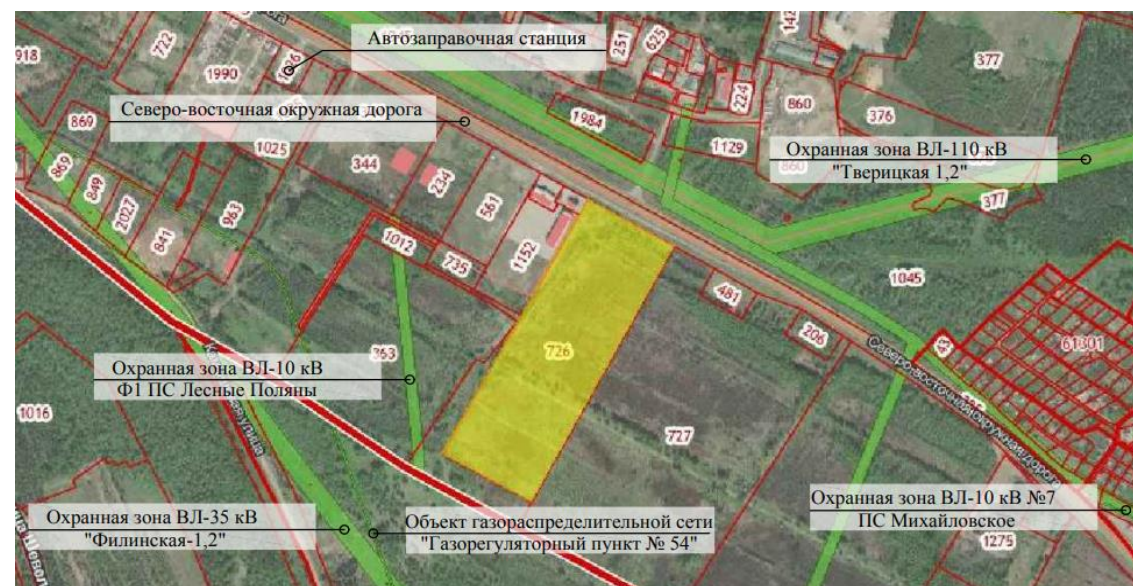 Автозаправочная станция
Северо-восточная окружная дорога
Охранная зона ВЛ-110 кВ
"Тверицкая 1,2"
Охранная зона ВЛ-10 кВ
Ф1 ПС Лесные Поляны
Охранная зона ВЛ-35 кВ
"Филинская-1,2"
Объект газораспределительной сети
"Газорегуляторный пункт № 54"
Охранная зона ВЛ-10 кВ №7
ПС Михайловское
Северо-восточная окружная дорога
918
722
1990
251
625
224
860
377
376
1984
1129
377
869
869
849
2027
841
963
1025
344
234
561
1152
1012
735
726
363
481
206
1045
43
61301
727
1016
1275
улица